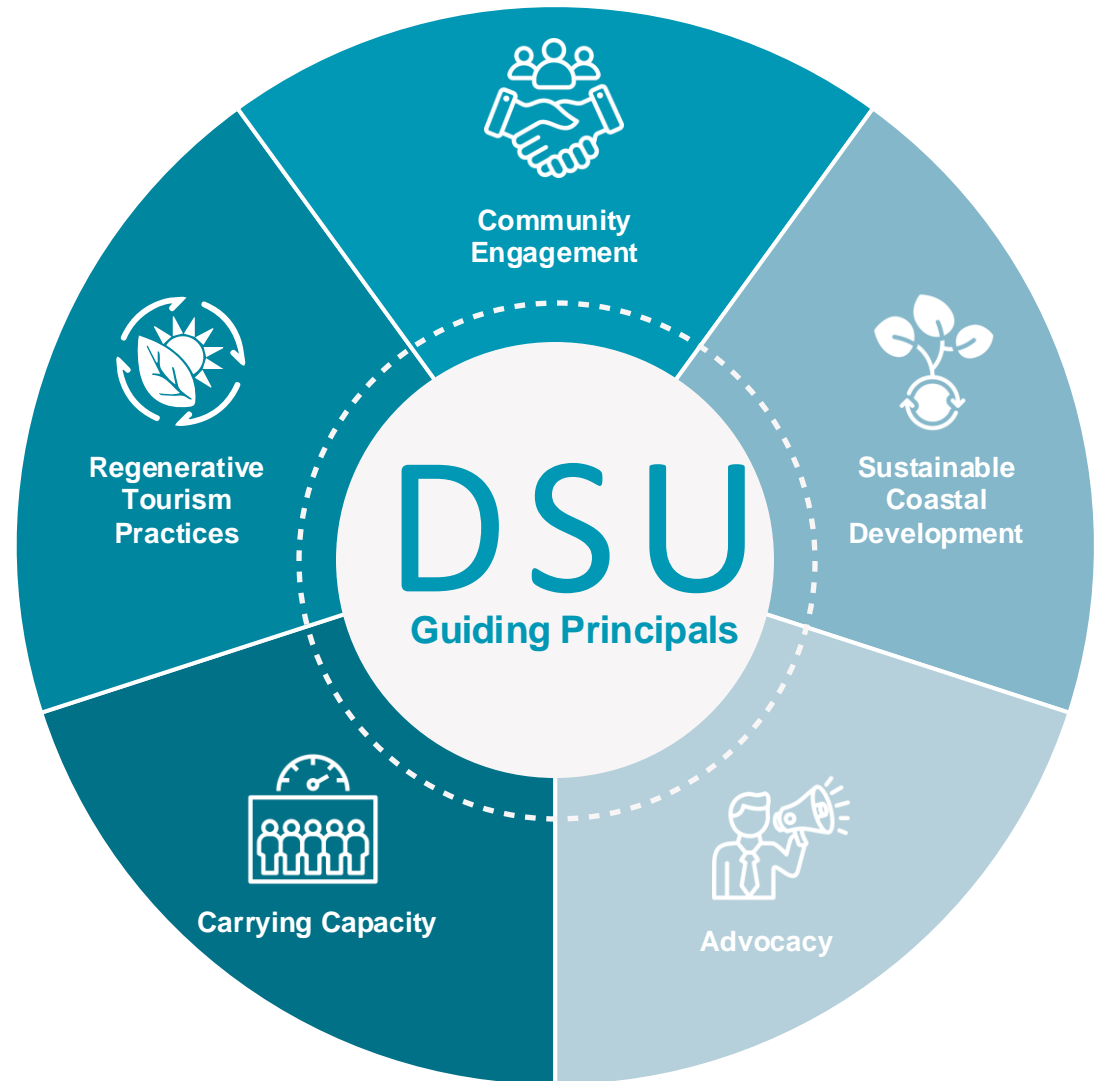 Community
Engagement
Regenerative
Tourism
Practices
Sustainable
Coastal
Development
DSU
Guiding Principals
Carrying Capacity
Advocacy